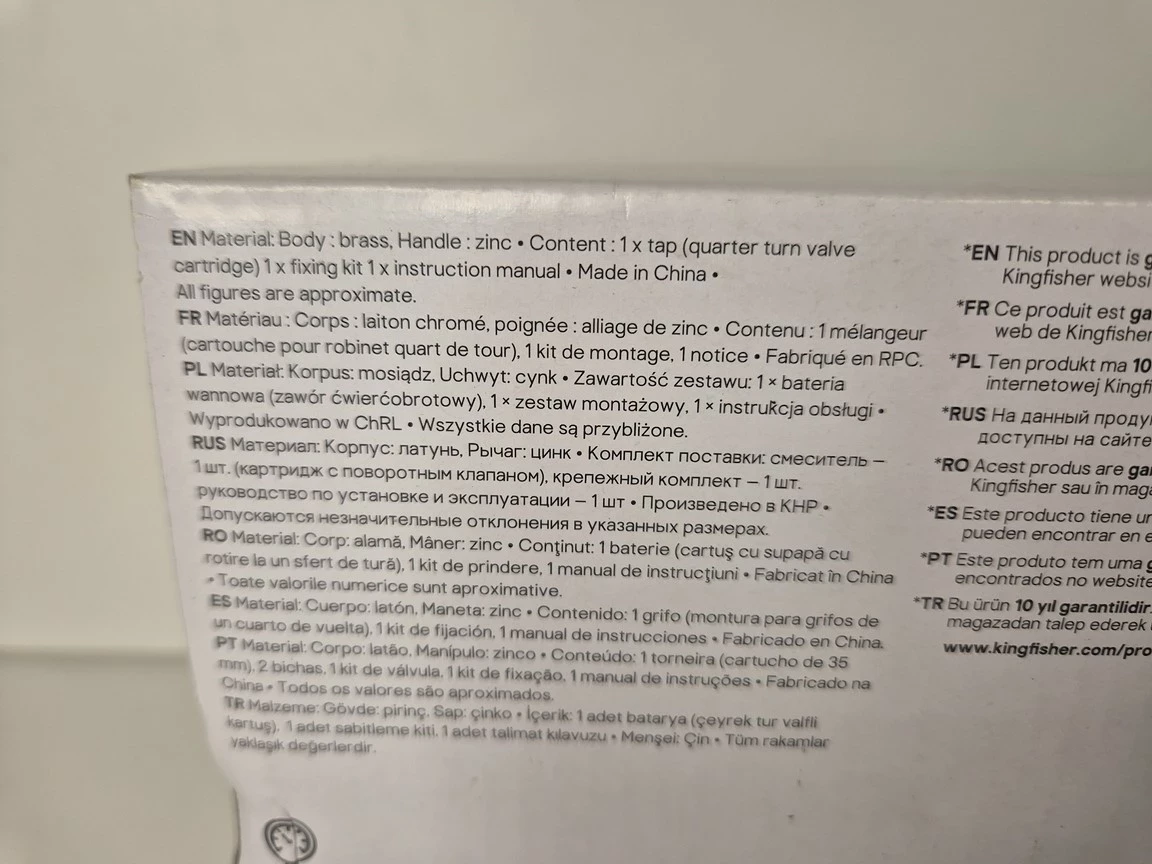 EN Material: Body : brass, Handle : zinc • Content : 1 x tap (quarter turn valve
cartridge) 1 x fixing kit 1 x instruction manual • Made in China •
All figures are approximate.
FR Matériau : Corps : laiton chromé, poignée : alliage de zinc • Contenu : 1 mélangeur
(cartouche pour robinet quart de tour), 1 kit de montage, 1 notice • Fabriqué en RPC.
PL Materiał: Korpus: mosiądz, Uchwyt: cynk • Zawartość zestawu: 1 × bateria
wannowa (zawór ćwierćobrotowy), 1 × zestaw montażowy, 1 × instrukcja obsługi •
Wyprodukowano w ChRL • Wszystkie dane są przybliżone.
RUS Материал: Корпус: латунь, Рычаг: цинк • Комплект поставки: смеситель –
1 шт. (картридж с поворотным клапаном), крепежный комплект – 1 шт.
руководство по установке и эксплуатации – 1 шт • Произведено в КНР •
Допускаются незначительные отклонения в указанных размерах.
RO Material: Corp: alamă, Mâner: zinc • Conţinut: 1 baterie (cartuş cu supapă cu
rotire la un sfert de tură), 1 kit de prindere, 1 manual de instrucţiuni • Fabricat în China
• Toate valorile numerice sunt aproximative.
ES Material: Cuerpo: latón, Maneta: zinc • Contenido: 1 grifo (montura para grifos de
un cuarto de vuelta), 1 kit de fijación, 1 manual de instrucciones • Fabricado en China.
PT Material: Corpo: latão, Manípulo: zinco • Conteúdo: 1 torneira (cartucho de 35
mm), 2 bichas, 1 kit de válvula, 1 kit de fixação, 1 manual de instruções • Fabricado na
China • Todos os valores são aproximados.
TR Malzeme: Gövde: pirinç, Sap: çinko • İçerik: 1 adet batarya (çeyrek tur valfli
kartuş), 1 adet sabitleme kiti, 1 adet talimat kılavuzu • Menşei: Çin • Tüm rakamlar
yaklaşık değerlerdir.
*EN This product is
Kingfisher
*FR Ce produit est
web de Kingfisher
*PL Ten produkt ma 10
internetowej
*RUS На данный
доступны на сайте
*RO Acest produs are
Kingfisher sau în
*ES Este producto tiene
pueden encontrar en
*PT Este produto tem uma
encontrados no website
*TR Bu ürün 10 yıl garantilidir.
magazadan talep ederek
www.kingfisher.com/pro